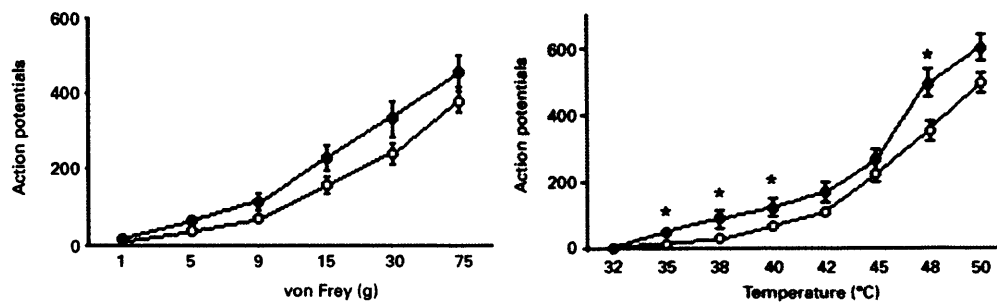 600
400
200
0
Action potentials
1 5 9 15 30 75
von Frey (g)
600
400
200
0
Action potentials
* * * *
32 35 38 40 42 45 48 50
Temperature (°C)